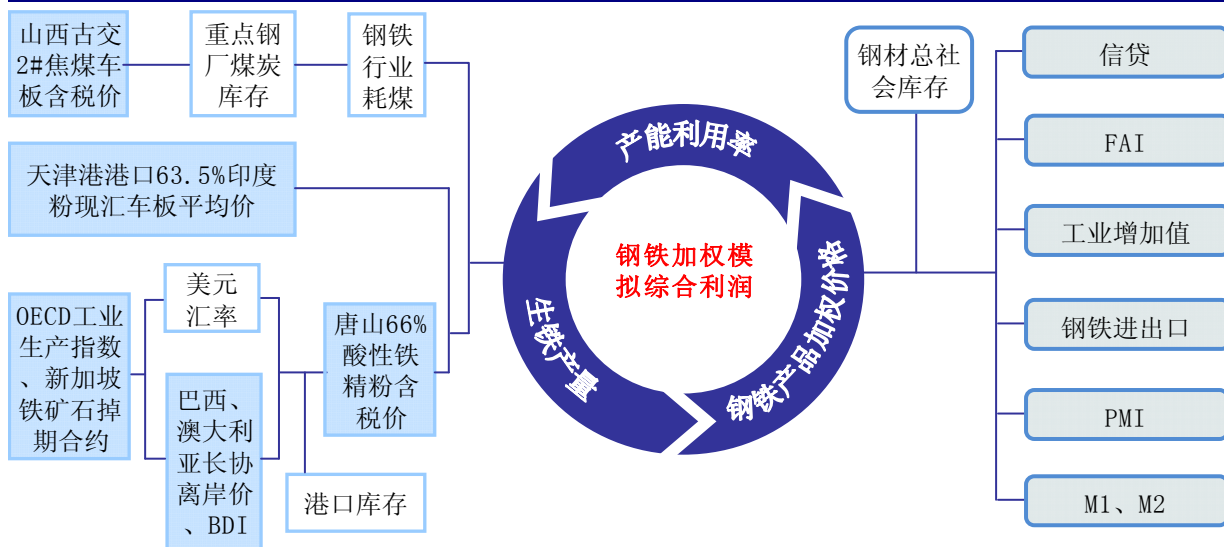 山西古交
2#焦煤车
板含税价
重点钢
厂煤炭
库存
钢铁
行业
耗煤
天津港港口63.5%印度
粉现汇车板平均价
OECD工业
生产指数
、新加坡
铁矿石掉
期合约
美元
汇率
巴西、
澳大利
亚长协
离岸价
、BDI
唐山66%
酸性铁
精粉含
税价
港口库存
产能利用率
生铁产量
钢铁产品加权价格
钢铁加权模
拟综合利润
钢材总社
会库存
信贷
FAI
工业增加值
钢铁进出口
PMI
M1、M2